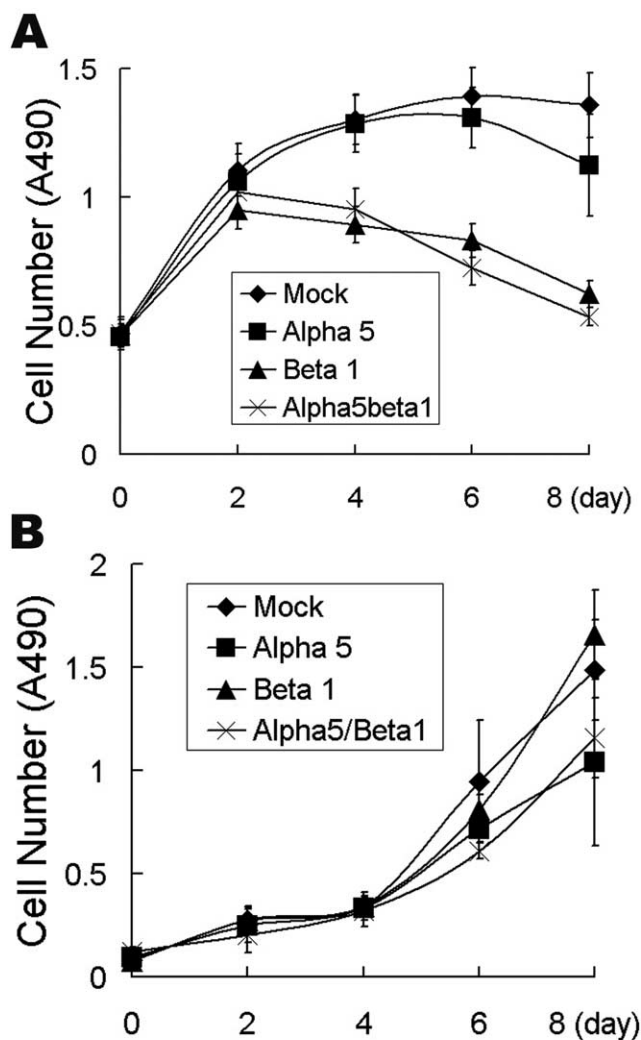 A
Cell Number (A490)
1.5
1
0.5
0
Mock
Alpha 5
Beta 1
Alpha5beta1
0 2 4 6 8 (day)
B
Cell Number (A490)
2
1.5
1
0.5
0
Mock
Alpha 5
Beta 1
Alpha5/Beta1
0 2 4 6 8 (day)